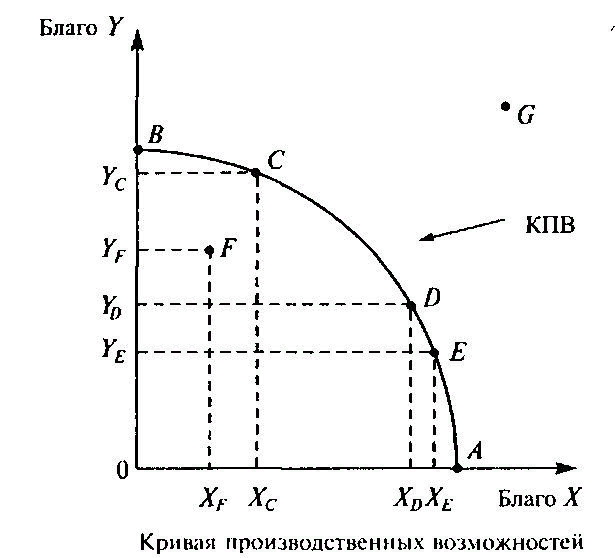 Благо Y
G
B
C
Y_C
КПВ
Y_F
F
Y_D
D
Y_E
E
A
0
X_F X_C X_D X_E Благо X
Кривая производственных возможностей